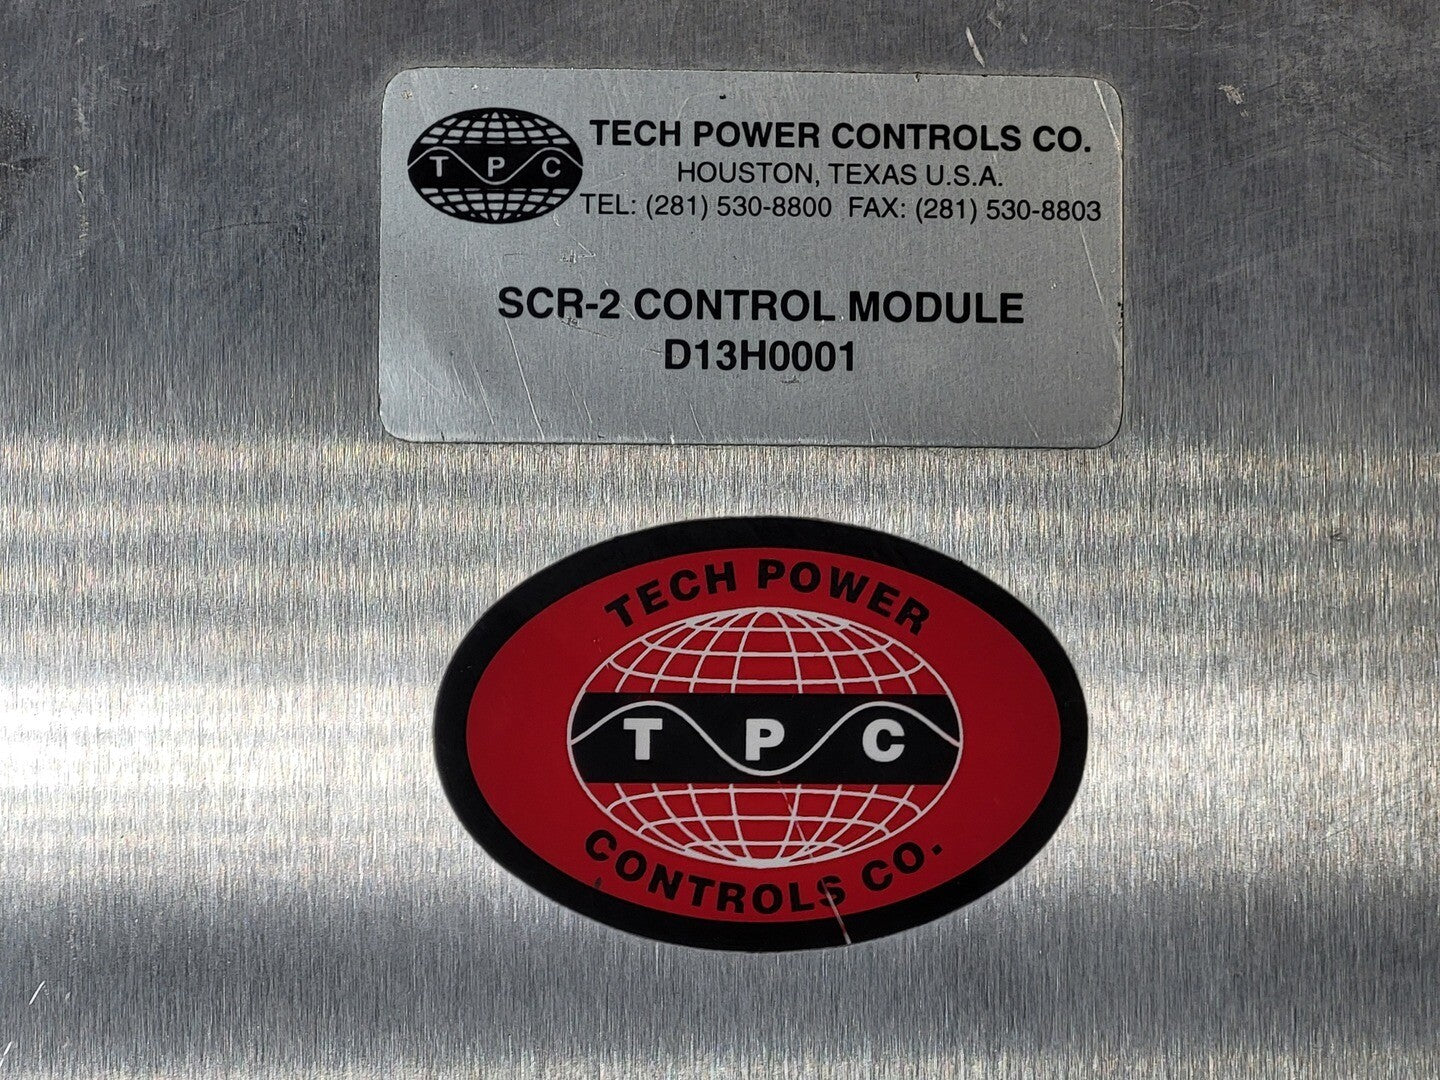 TPC
TECH POWER CONTROLS CO.
HOUSTON, TEXAS U.S.A.
TEL: (281) 530-8800 FAX: (281) 530-8803
SCR-2 CONTROL MODULE
D13H0001
TECH POWER
TPC
CONTROLS CO.